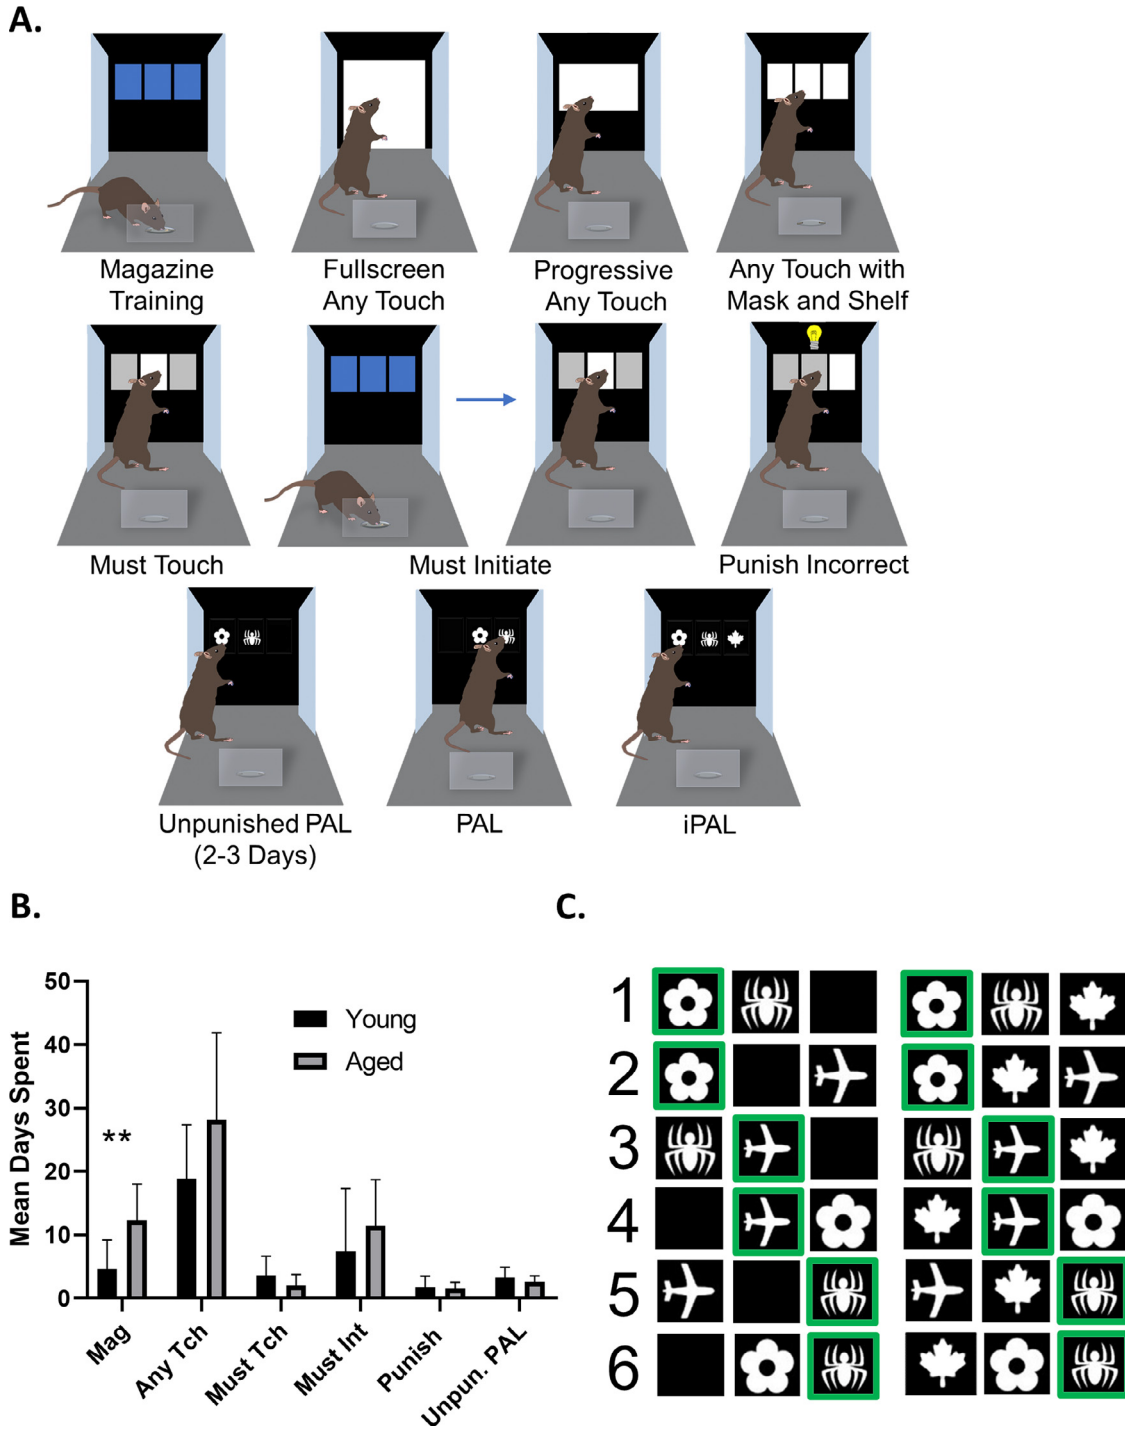 A.
Magazine Training
Fullscreen Any Touch
Progressive Any Touch
Any Touch with Mask and Shelf
Must Touch
Must Initiate
Punish Incorrect
Unpunished PAL
(2-3 Days)
PAL
iPAL
B.
Mean Days Spent
50
40
30
20
10
0
**
Young
Aged
Mag
Any Tch
Must Tch
Must Int
Punish
Unpun. PAL
C.
1
2
3
4
5
6